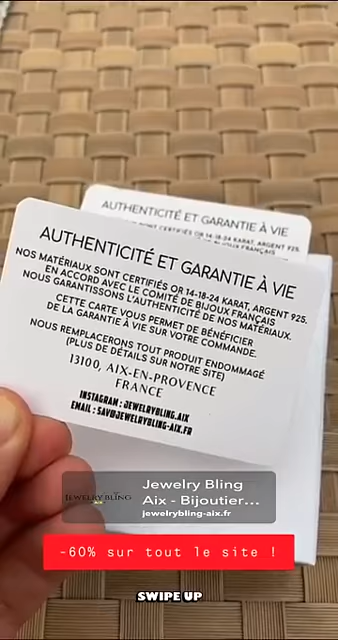 AUTHENTICITÉ ET GARANTIE À VIE
AUTHENTICITÉ ET GARANTIE À VIE
NOS MATÉRIAUX SONT CERTIFIÉS OR 14-18-24 KARAT, ARGENT 925,
EN ACCORD AVEC LE COMITÉ DE BIJOUX FRANÇAIS
NOUS GARANTISSONS L'AUTHENTICITÉ DE NOS MATÉRIAUX.
CETTE CARTE VOUS PERMET DE BÉNÉFICIER
DE LA GARANTIE À VIE SUR VOTRE COMMANDE.
NOUS REMPLACERONS TOUT PRODUIT ENDOMMAGÉ
(PLUS DE DÉTAILS SUR NOTRE SITE)
13100, AIX-EN-PROVENCE
FRANCE
INSTAGRAM : JEWELRYBLING.AIX
EMAIL : SAV@JEWELRYBLING-AIX.FR
JEWELRY BLING
Jewelry Bling
Aix - Bijoutier...
jewelrybling-aix.fr
-60% sur tout le site !
SWIPE UP